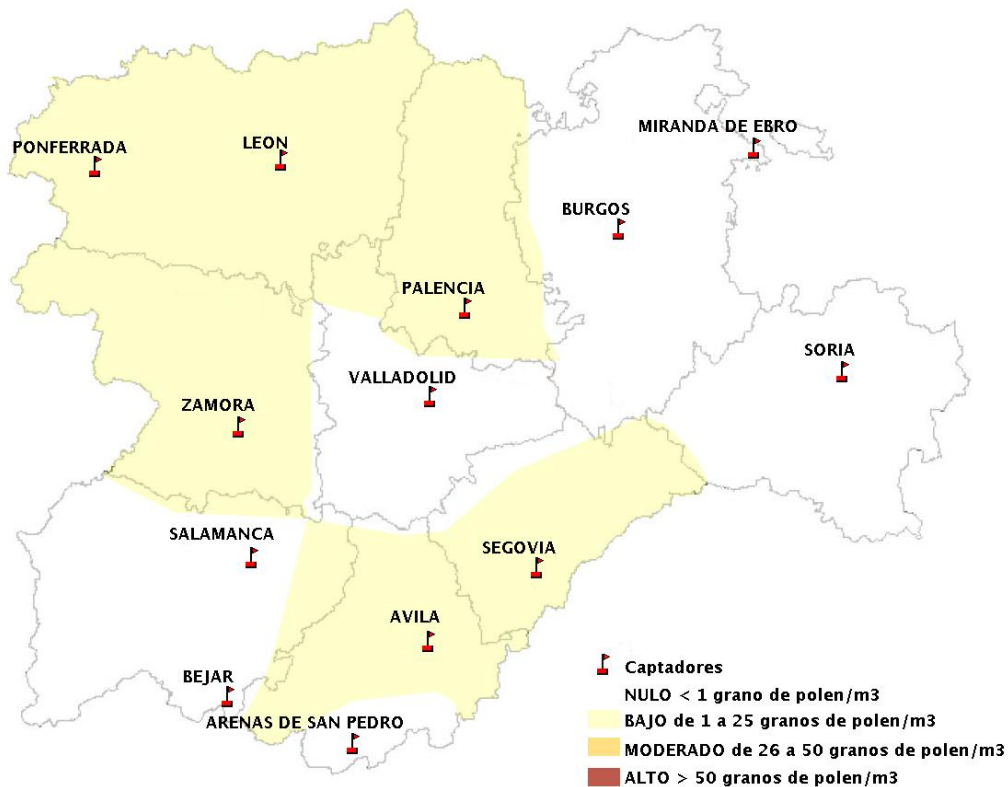 MIRANDA DE EBRO
PONFERRADA
LEON
BURGOS
PALENCIA
SORIA
VALLADOLID
ZAMORA
SALAMANCA
SEGOVIA
AVILA
BEJAR
ARENAS DE SAN PEDRO
Captadores
NULO < 1 grano de polen/m3
BAJO de 1 a 25 granos de polen/m3
MODERADO de 26 a 50 granos de polen/m3
ALTO > 50 granos de polen/m3